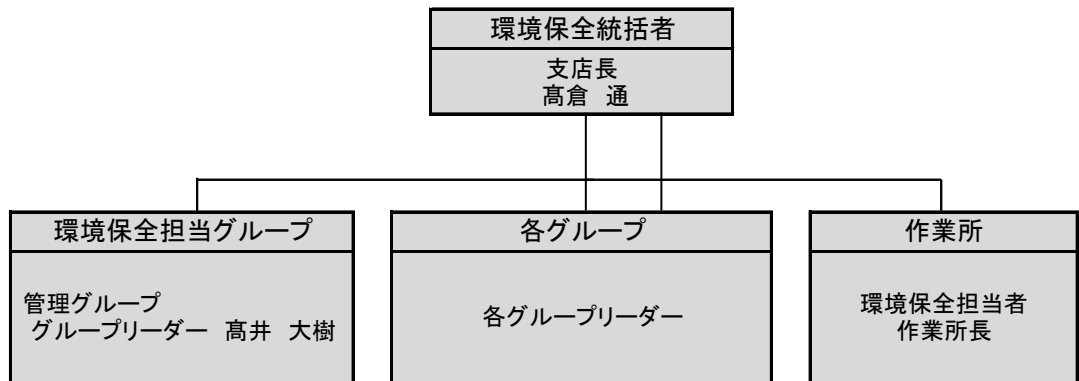 環境保全統括者
支店長
髙倉 通
環境保全担当グループ
管理グループ
グループリーダー 髙井 大樹
各グループ
各グループリーダー
作業所
環境保全担当者
作業所長